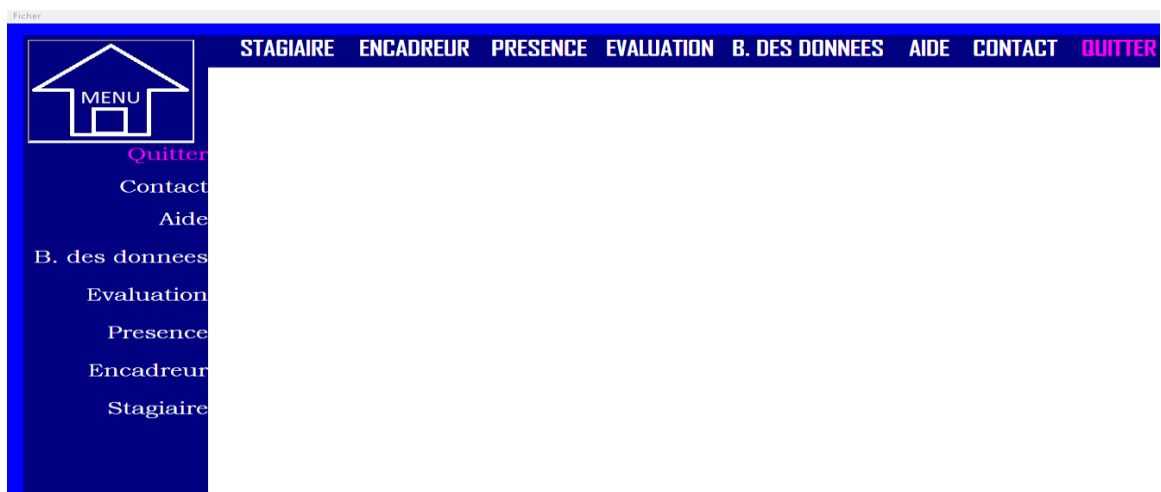 Ficher
STAGIAIRE ENCADREUR PRESENCE EVALUATION B. DES DONNEES AIDE CONTACT QUITTER
MENU
Quitter
Contact
Aide
B. des donnees
Evaluation
Presence
Encadreur
Stagiaire